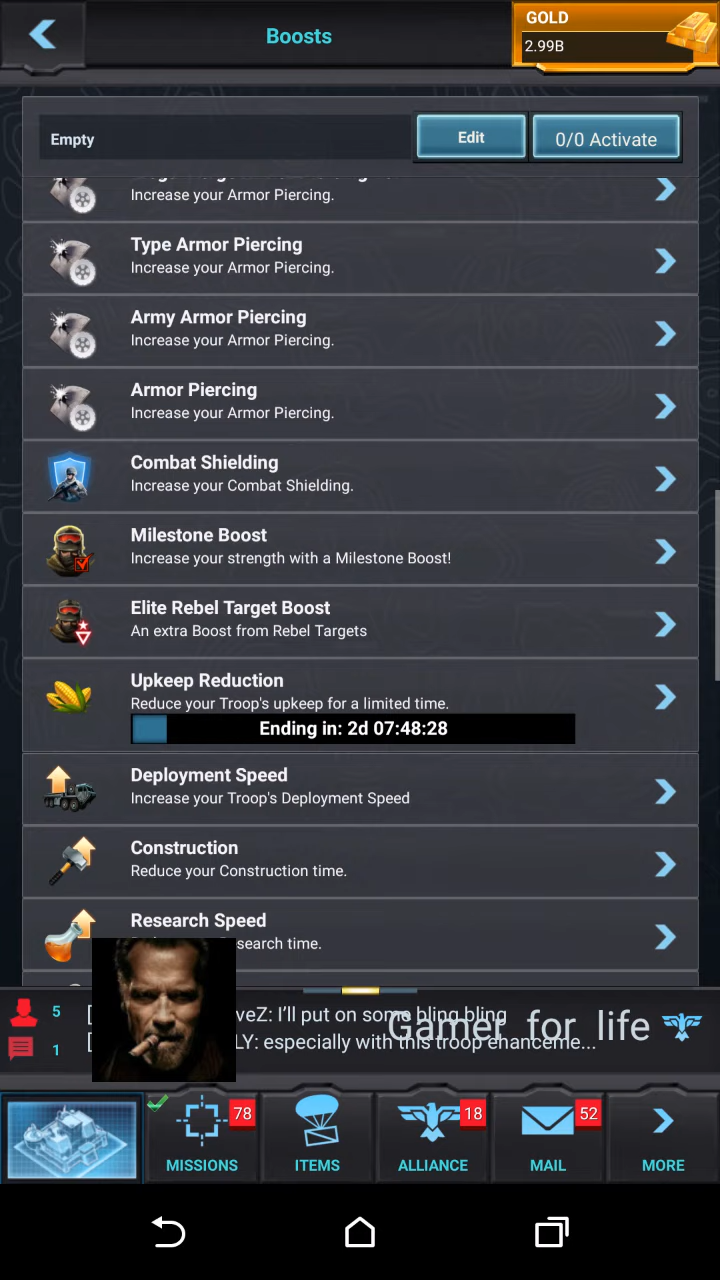 Boosts
GOLD
2.99B
Empty
Edit
0/0 Activate
Increase your Armor Piercing.
Type Armor Piercing
Increase your Armor Piercing.
Army Armor Piercing
Increase your Armor Piercing.
Armor Piercing
Increase your Armor Piercing.
Combat Shielding
Increase your Combat Shielding.
Milestone Boost
Increase your strength with a Milestone Boost!
Elite Rebel Target Boost
An extra Boost from Rebel Targets
Upkeep Reduction
Reduce your Troop's upkeep for a limited time.
Ending in: 2d 07:48:28
Deployment Speed
Increase your Troop's Deployment Speed
Construction
Reduce your Construction time.
Research Speed
search time.
5
veZ: I'll put on some bling bling
Gamer for life
1
LY: especially with this troop enanceme...
78
18
52
MISSIONS
ITEMS
ALLIANCE
MAIL
MORE